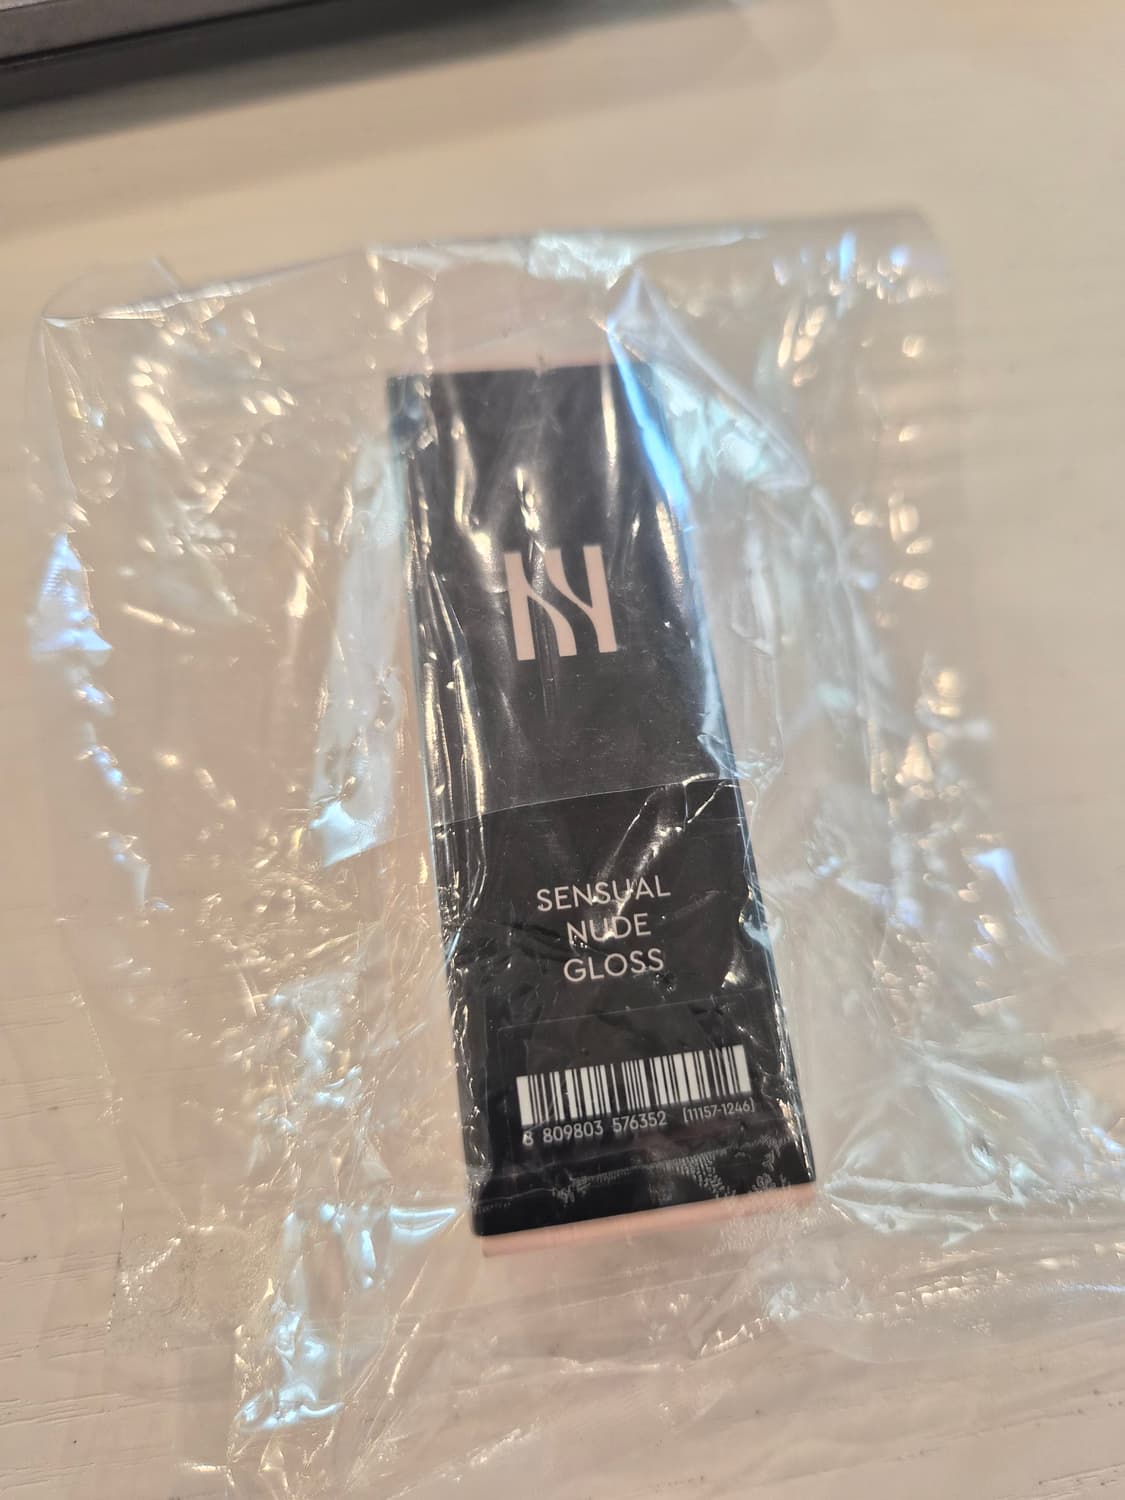 SENSUAL
NUDE
GLOSS
8 809803 576352 [11157-1246]